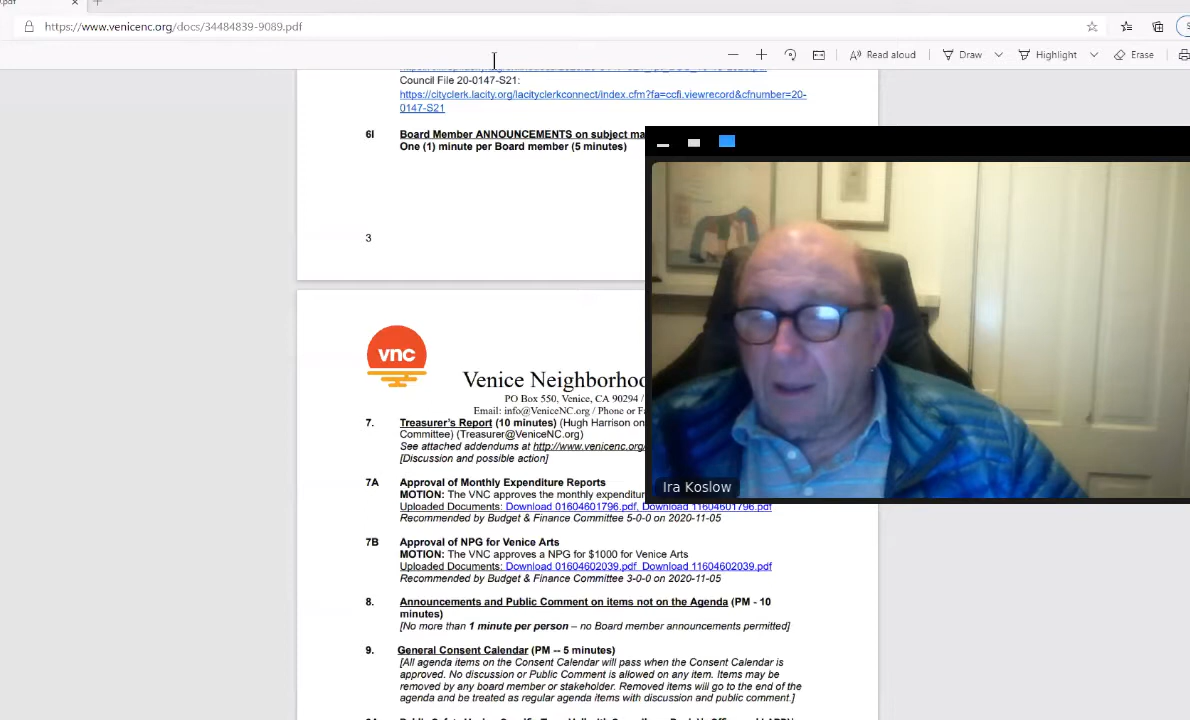 .pdf
https://www.venicenc.org/docs/34484839-9089.pdf
Read aloud
Draw
Highlight
Erase
Council File 20-0147-S21:
https://cityclerk.lacity.org/lacityclerkconnect/index.cfm?fa=ccfi.viewrecord&cfnumber=20-
0147-S21
6I Board Member ANNOUNCEMENTS on subject ma
One (1) minute per Board member (5 minutes)
3
vnc
Venice Neighborhoo
PO Box 550, Venice, CA 90294 /
Email: info@VeniceNC.org / Phone or Fa
7. Treasurer's Report (10 minutes) (Hugh Harrison on
Committee) (Treasurer@VeniceNC.org)
See attached addendums at http://www.venicenc.org/
[Discussion and possible action]
7A Approval of Monthly Expenditure Reports
MOTION: The VNC approves the monthly expenditur
Uploaded Documents: Download 01604601796.pdf, Download 11604601796.pdf
Recommended by Budget & Finance Committee 5-0-0 on 2020-11-05
7B Approval of NPG for Venice Arts
MOTION: The VNC approves a NPG for $1000 for Venice Arts
Uploaded Documents: Download 01604602039.pdf Download 11604602039.pdf
Recommended by Budget & Finance Committee 3-0-0 on 2020-11-05
8. Announcements and Public Comment on items not on the Agenda (PM - 10
minutes)
[No more than 1 minute per person – no Board member announcements permitted]
9. General Consent Calendar (PM -- 5 minutes)
[All agenda items on the Consent Calendar will pass when the Consent Calendar is
approved. No discussion or Public Comment is allowed on any item. Items may be
removed by any board member or stakeholder. Removed items will go to the end of the
agenda and be treated as regular agenda items with discussion and public comment.]
Ira Koslow